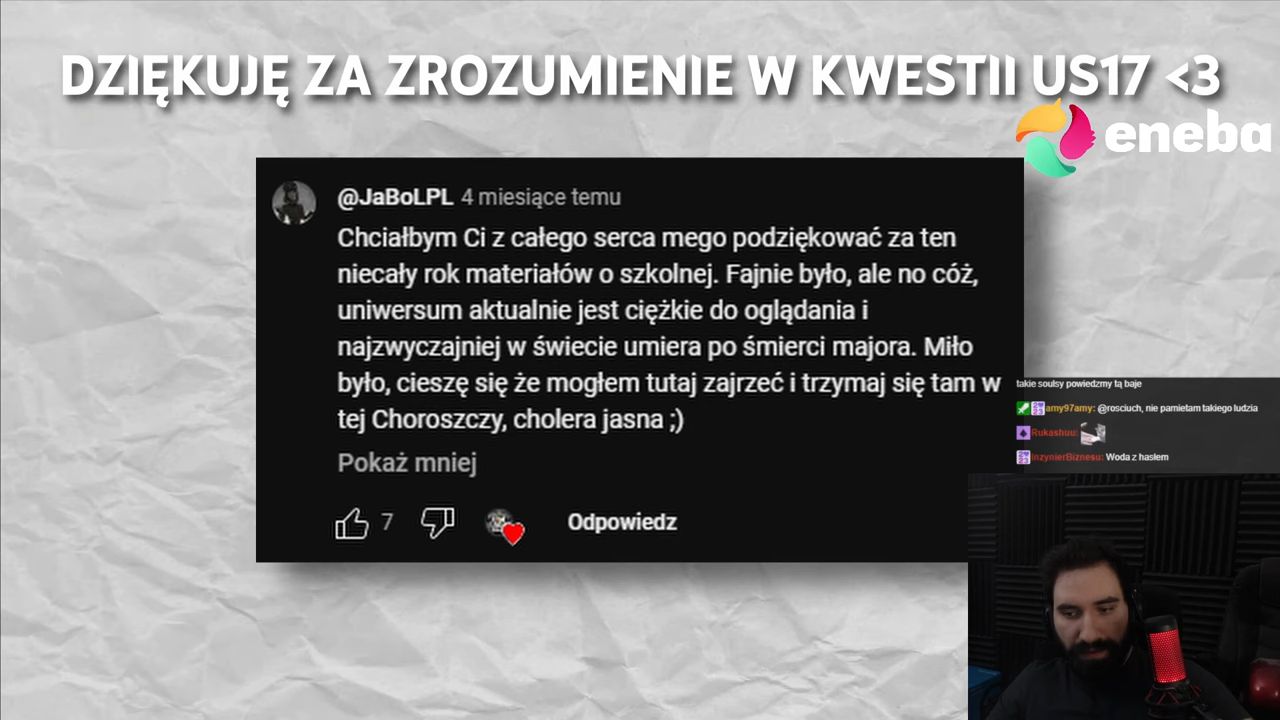 DZIĘKUJĘ ZA ZROZUMIENIE W KWESTII US17 <3
eneba
@JaBoLPL 4 miesiące temu
Chciałbym Ci z całego serca mego podziękować za ten
niecały rok materiałów o szkolnej. Fajnie było, ale no cóż,
uniwersum aktualnie jest ciężkie do oglądania i
najzwyczajniej w świecie umiera po śmierci majora. Miło
było, cieszę się że mogłem tutaj zajrzeć i trzymaj się tam w
tej Choroszczy, cholera jasna ;)
Pokaż mniej
7 Odpowiedz
takie soulsy powiedzmy tą baje
amy97amy: @rosciuch, nie pamietam takiego ludzia
Rukashuu:
InzynierBiznesu: Woda z hasłem